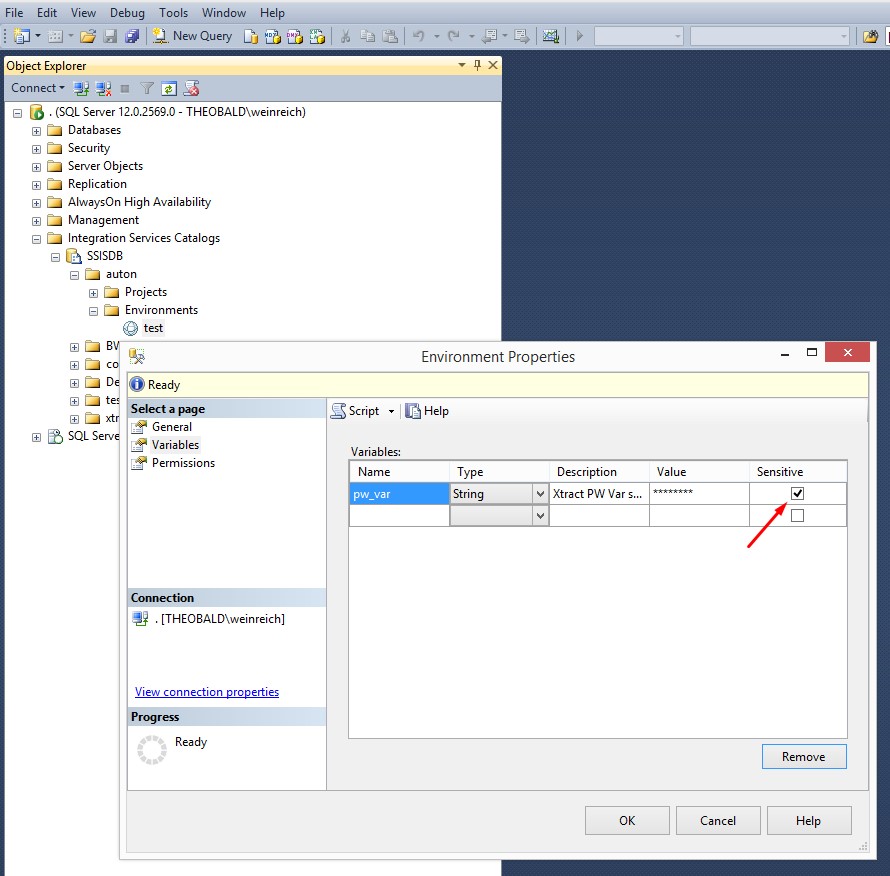 File Edit View Debug Tools Window Help
New Query
Object Explorer
Connect
. (SQL Server 12.0.2569.0 - THEOBALD\weinreich)
Databases
Security
Server Objects
Replication
AlwaysOn High Availability
Management
Integration Services Catalogs
SSISDB
auton
Projects
Environments
test
BW
co
De
tes
xtr
SQL Serve
Environment Properties
Ready
Select a page
General
Variables
Permissions
Script Help
Variables:
Name Type Description Value Sensitive
pw_var String Xtract PW Var s... ********
Connection
. [THEOBALD\weinreich]
View connection properties
Progress
Ready
Remove
OK Cancel Help